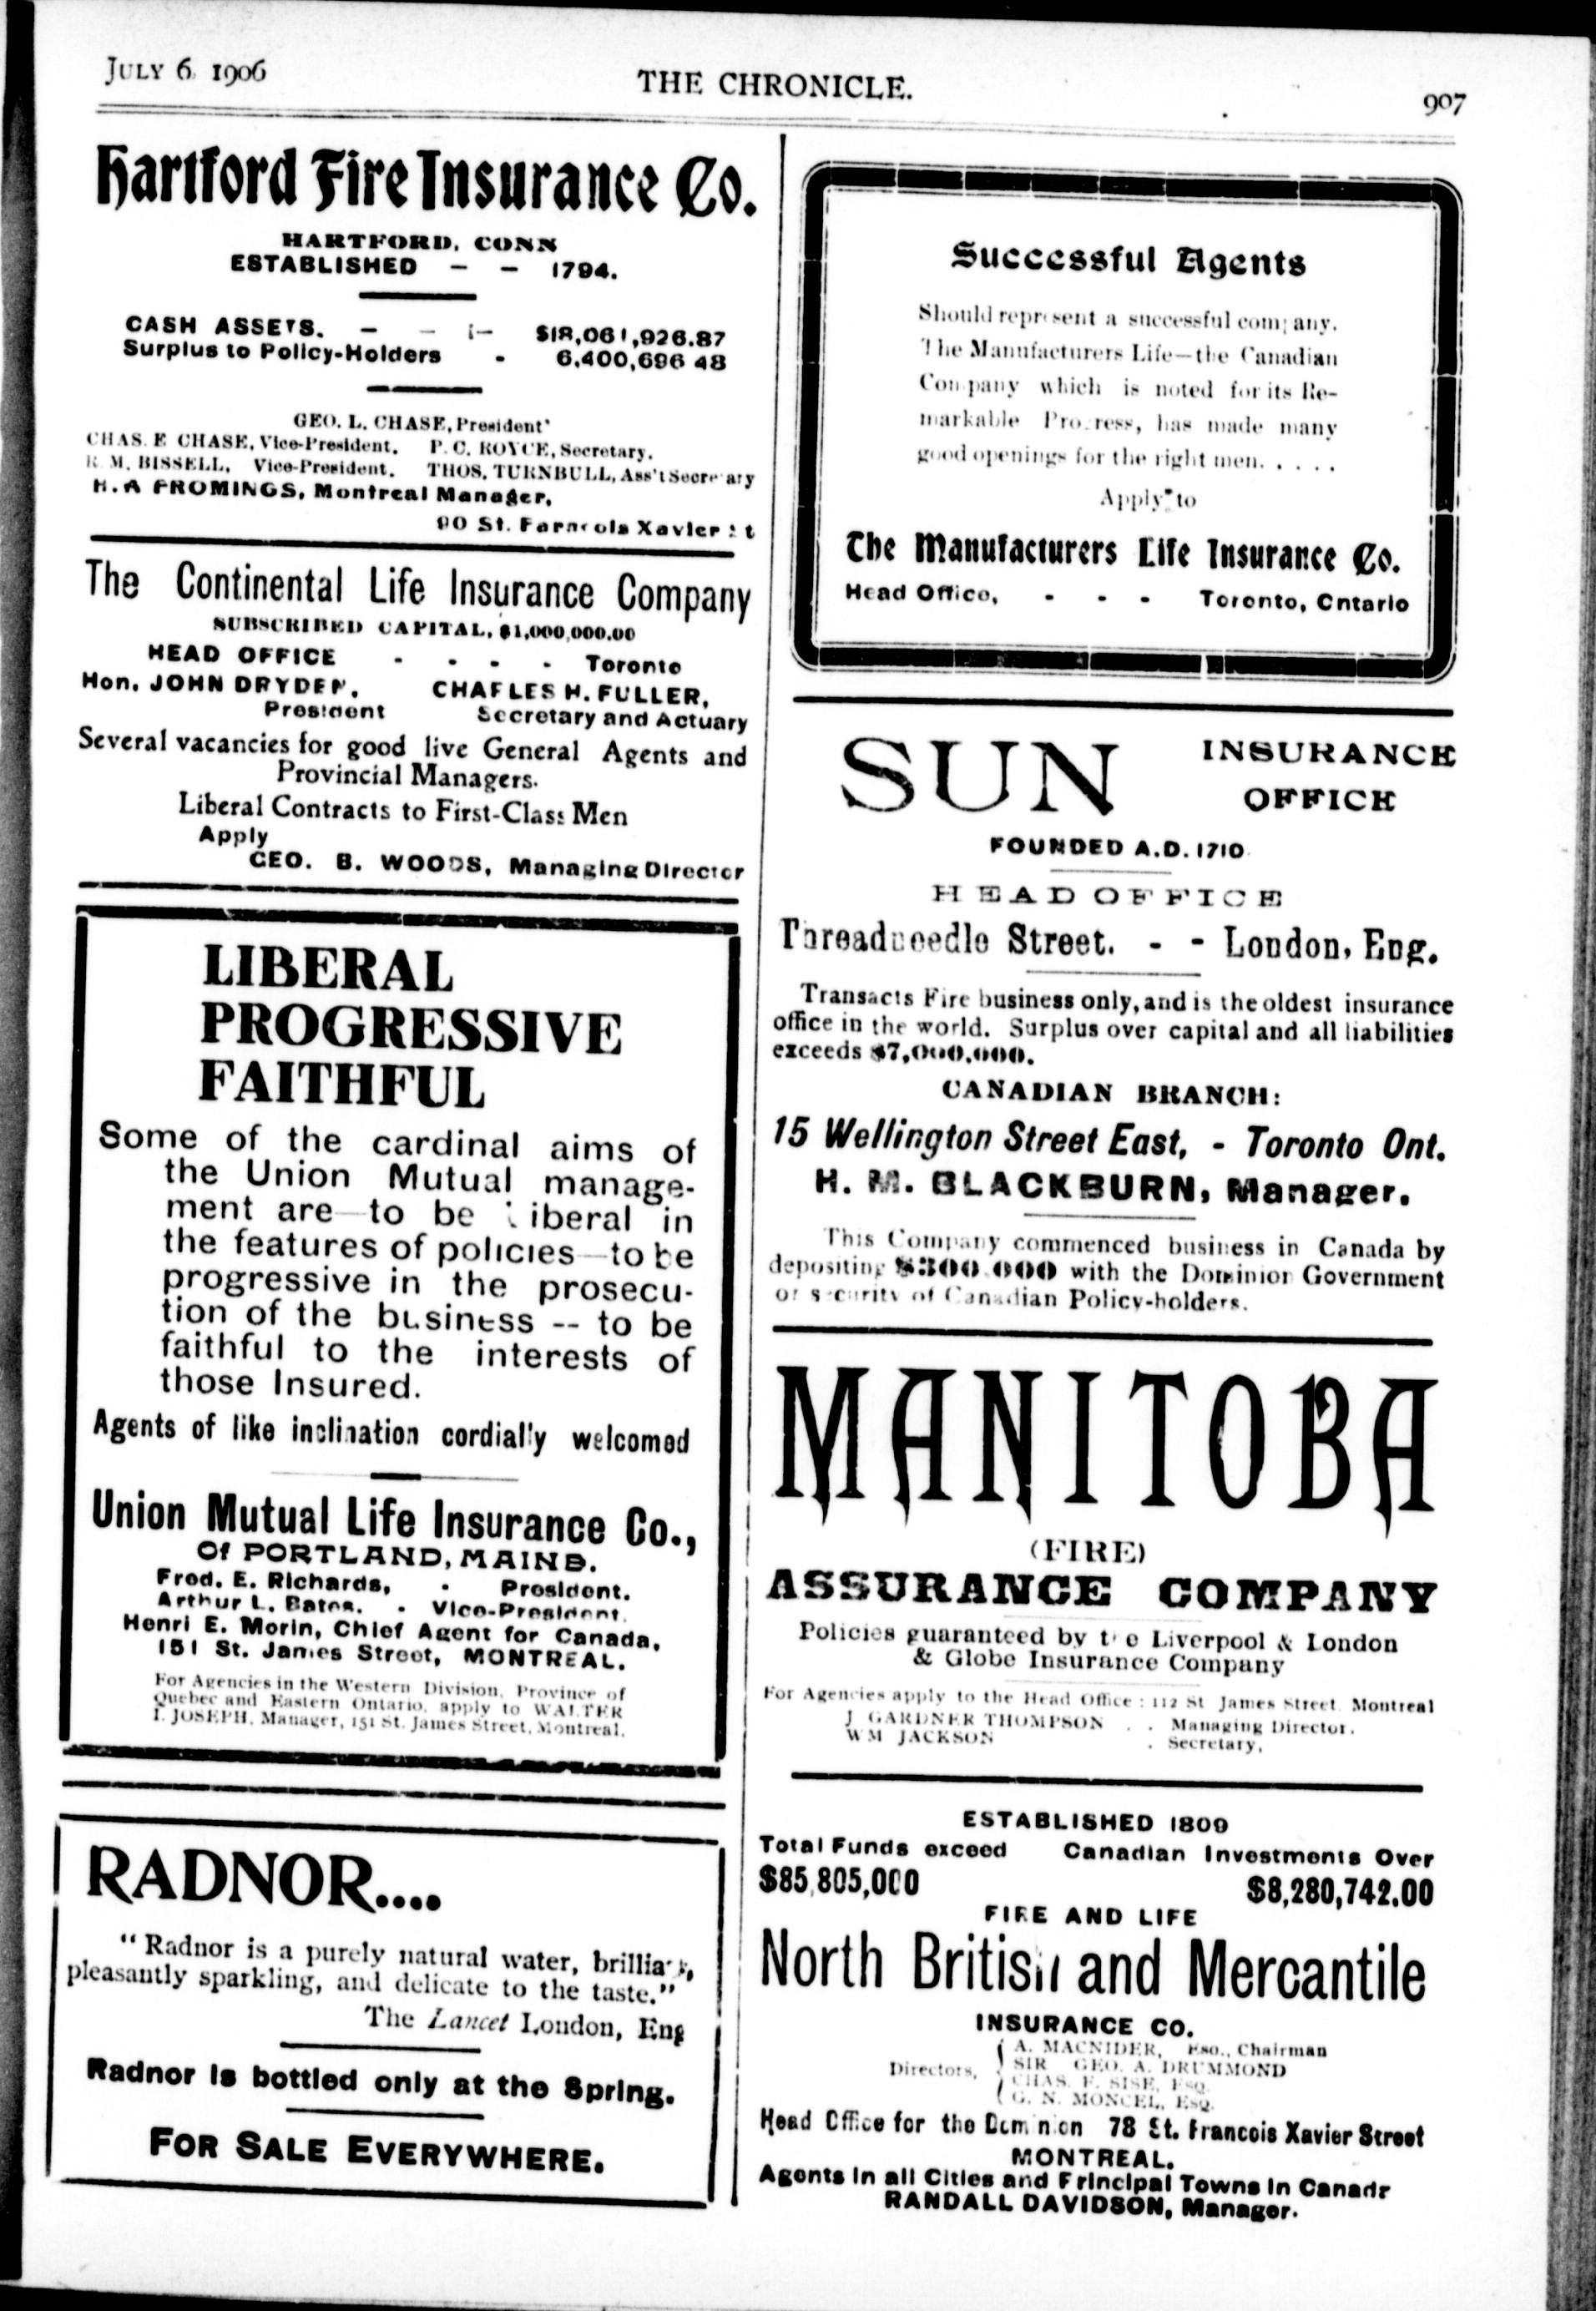 JULY 6, 1906
THE CHRONICLE.
907
Hartford Fire Insurance Co.
HARTFORD, CONN
ESTABLISHED - - 1794.
CASH ASSETS. - - - $18,061,926.87
Surplus to Policy-Holders - 6,400,696 48
GEO. L. CHASE, President
CHAS. E CHASE, Vice-President. P. C. ROYCE, Secretary.
R. M. BISSELL, Vice-President. THOS. TURNBULL, Ass't Secretary
H. A FROMINGS, Montreal Manager,
90 St. Farncois Xavier St
The Continental Life Insurance Company
SUBSCRIBED CAPITAL, $1,000,000.00
HEAD OFFICE - - - - Toronto
Hon. JOHN DRYDEN, CHARLES H. FULLER,
President Secretary and Actuary
Several vacancies for good live General Agents and
Provincial Managers.
Liberal Contracts to First-Class Men
Apply
GEO. B. WOODS, Managing Director
LIBERAL
PROGRESSIVE
FAITHFUL
Some of the cardinal aims of
the Union Mutual manage-
ment are—to be liberal in
the features of policies—to be
progressive in the prosecu-
tion of the business -- to be
faithful to the interests of
those Insured.
Agents of like inclination cordially welcomed
Union Mutual Life Insurance Co.,
Of PORTLAND, MAINE.
Fred. E. Richards, - President.
Arthur L. Bates. - Vice-President.
Henri E. Morin, Chief Agent for Canada,
151 St. James Street, MONTREAL.
For Agencies in the Western Division, Province of
Quebec and Eastern Ontario, apply to WALTER
I. JOSEPH, Manager, 151 St. James Street, Montreal.
RADNOR....
"Radnor is a purely natural water, brilliant,
pleasantly sparkling, and delicate to the taste."
The Lancet London, Eng
Radnor is bottled only at the Spring.
FOR SALE EVERYWHERE.
Successful Agents
Should represent a successful company.
The Manufacturers Life—the Canadian
Company which is noted for its Re-
markable Progress, has made many
good openings for the right men. . . . .
Apply to
The Manufacturers Life Insurance Co.
Head Office, - - - Toronto, Ontario
SUN INSURANCE
OFFICE
FOUNDED A.D. 1710.
HEAD OFFICE
Threadneedle Street. - - London, Eng.
Transacts Fire business only, and is the oldest insurance
office in the world. Surplus over capital and all liabilities
exceeds $7,000,000.
CANADIAN BRANCH:
15 Wellington Street East, - Toronto Ont.
H. M. BLACKBURN, Manager.
This Company commenced business in Canada by
depositing $300,000 with the Dominion Government
or security of Canadian Policy-holders.
MANITOBA
(FIRE)
ASSURANCE COMPANY
Policies guaranteed by the Liverpool & London
& Globe Insurance Company
For Agencies apply to the Head Office: 112 St James Street Montreal
J GARDNER THOMPSON . . Managing Director.
WM JACKSON . Secretary,
ESTABLISHED 1809
Total Funds exceed Canadian Investments Over
$85,805,000 $8,280,742.00
FIRE AND LIFE
North British and Mercantile
INSURANCE CO.
Directors,
A. MACNIDER, Esq., Chairman
SIR GEO. A. DRUMMOND
CHAS. F. SISE, Esq.
G. N. MONCEL, Esq.
Head Office for the Dominion 78 St. Francois Xavier Street
MONTREAL.
Agents in all Cities and Principal Towns in Canada
RANDALL DAVIDSON, Manager.